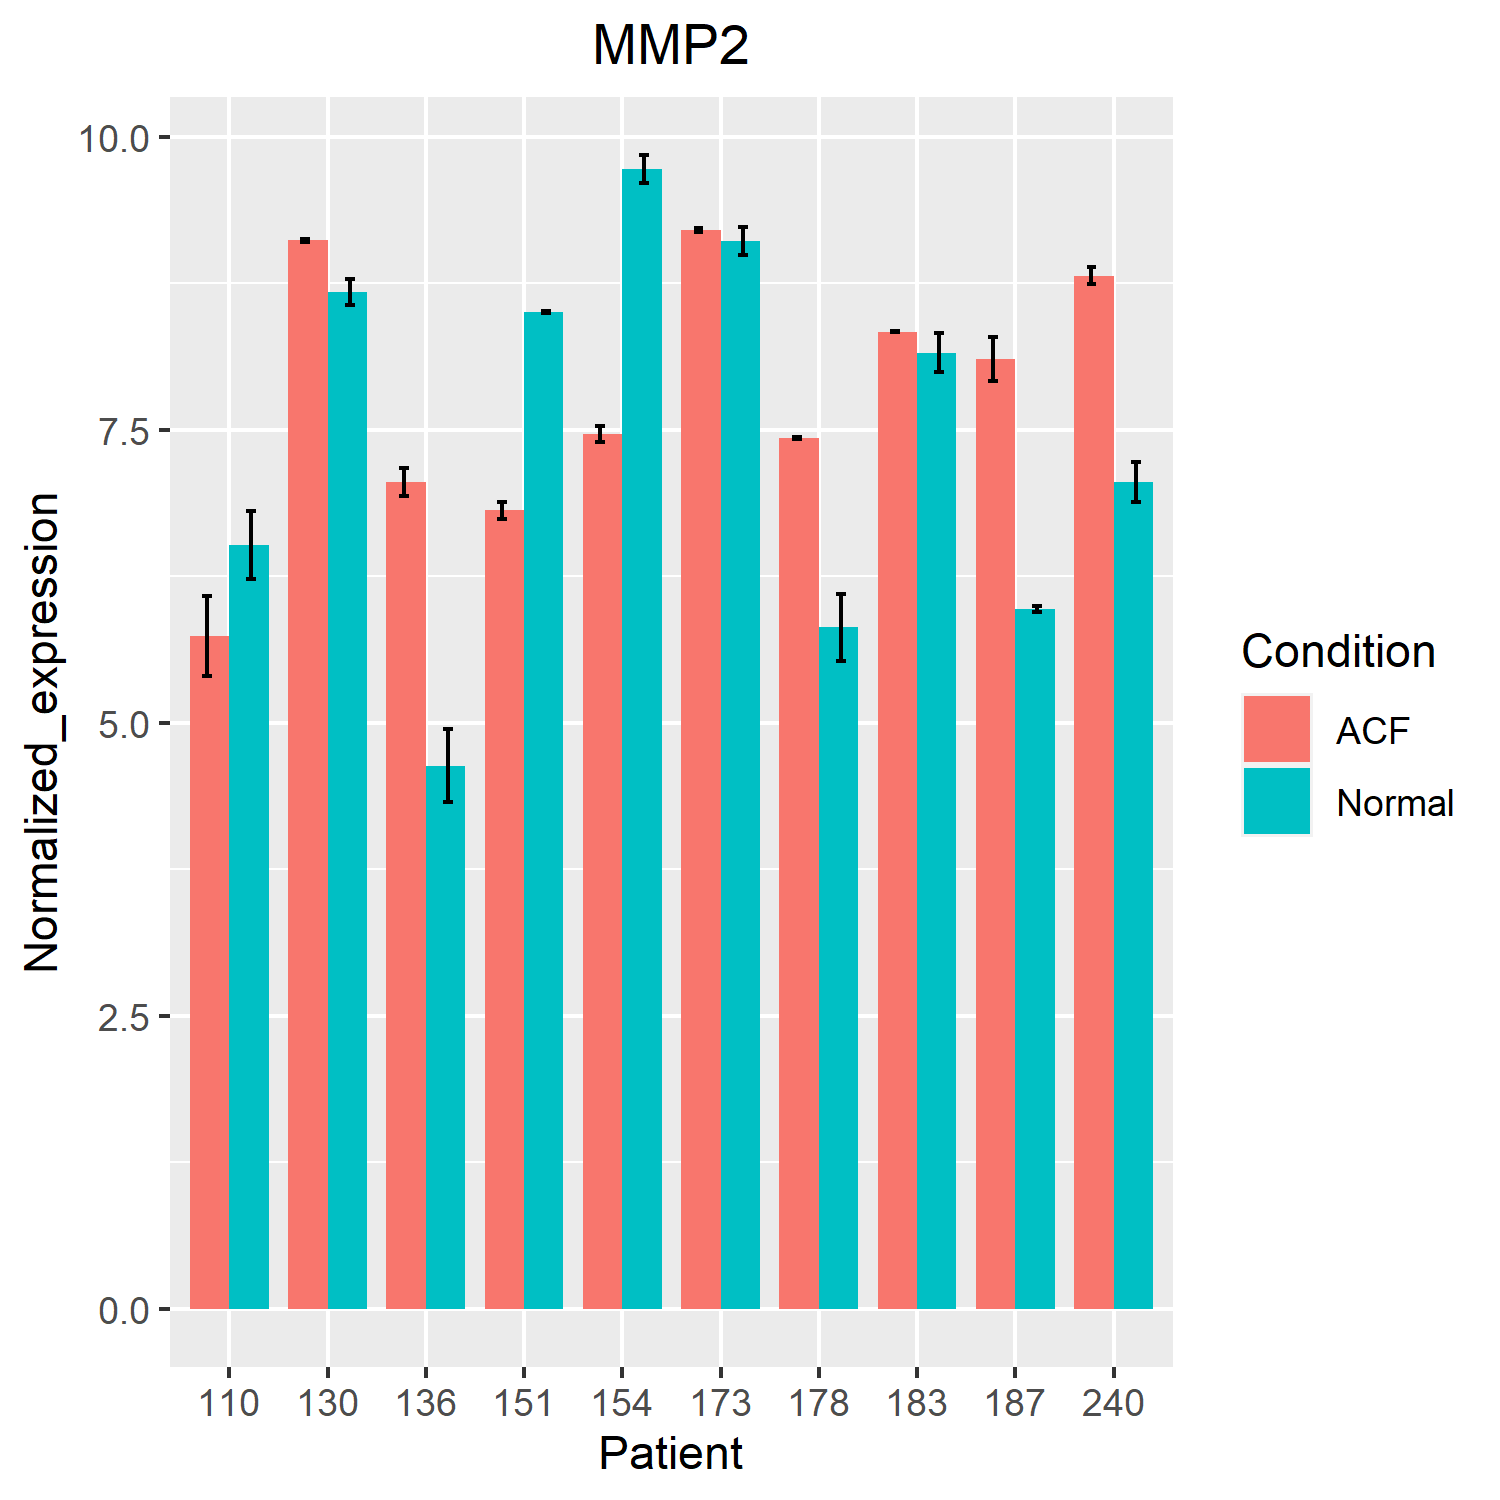 MMP2
10.0
7.5
5.0
2.5
0.0
Normalized_expression
110 130 136 151 154 173 178 183 187 240
Patient
Condition
ACF
Normal